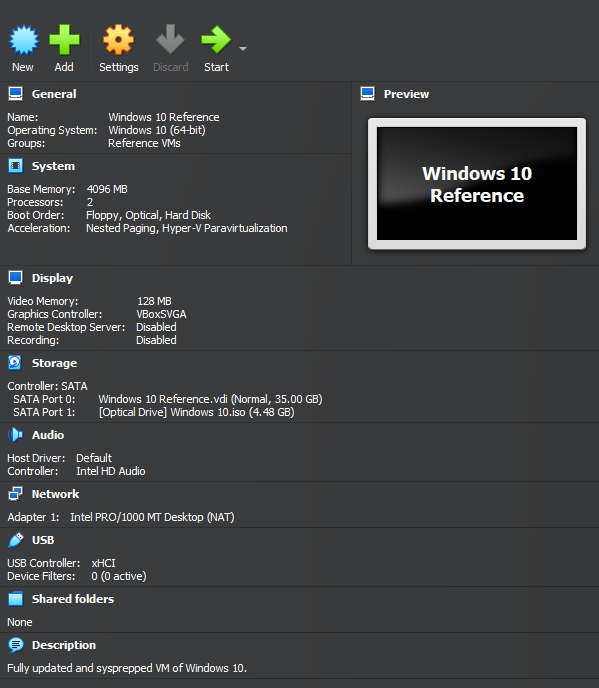 New Add Settings Discard Start
General
Name: Windows 10 Reference
Operating System: Windows 10 (64-bit)
Groups: Reference VMs
Preview
Windows 10
Reference
System
Base Memory: 4096 MB
Processors: 2
Boot Order: Floppy, Optical, Hard Disk
Acceleration: Nested Paging, Hyper-V Paravirtualization
Display
Video Memory: 128 MB
Graphics Controller: VBoxSVGA
Remote Desktop Server: Disabled
Recording: Disabled
Storage
Controller: SATA
SATA Port 0: Windows 10 Reference.vdi (Normal, 35.00 GB)
SATA Port 1: [Optical Drive] Windows 10.iso (4.48 GB)
Audio
Host Driver: Default
Controller: Intel HD Audio
Network
Adapter 1: Intel PRO/1000 MT Desktop (NAT)
USB
USB Controller: xHCI
Device Filters: 0 (0 active)
Shared folders
None
Description
Fully updated and sysprepped VM of Windows 10.